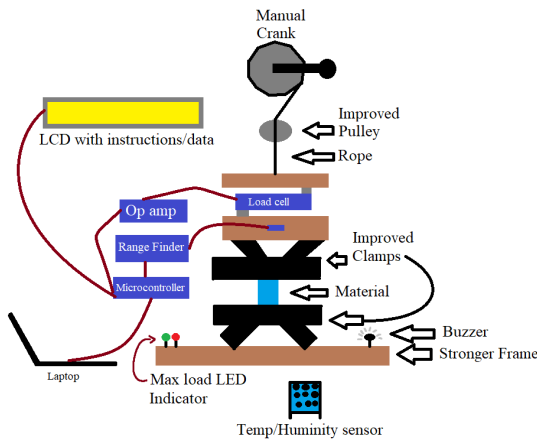 Manual
Crank
LCD with instructions/data
Improved
Pulley
Rope
Load cell
Op amp
Range Finder
Improved
Clamps
Microcontroller
Material
Buzzer
Stronger Frame
Laptop
Max load LED
Indicator
Temp/Huminity sensor